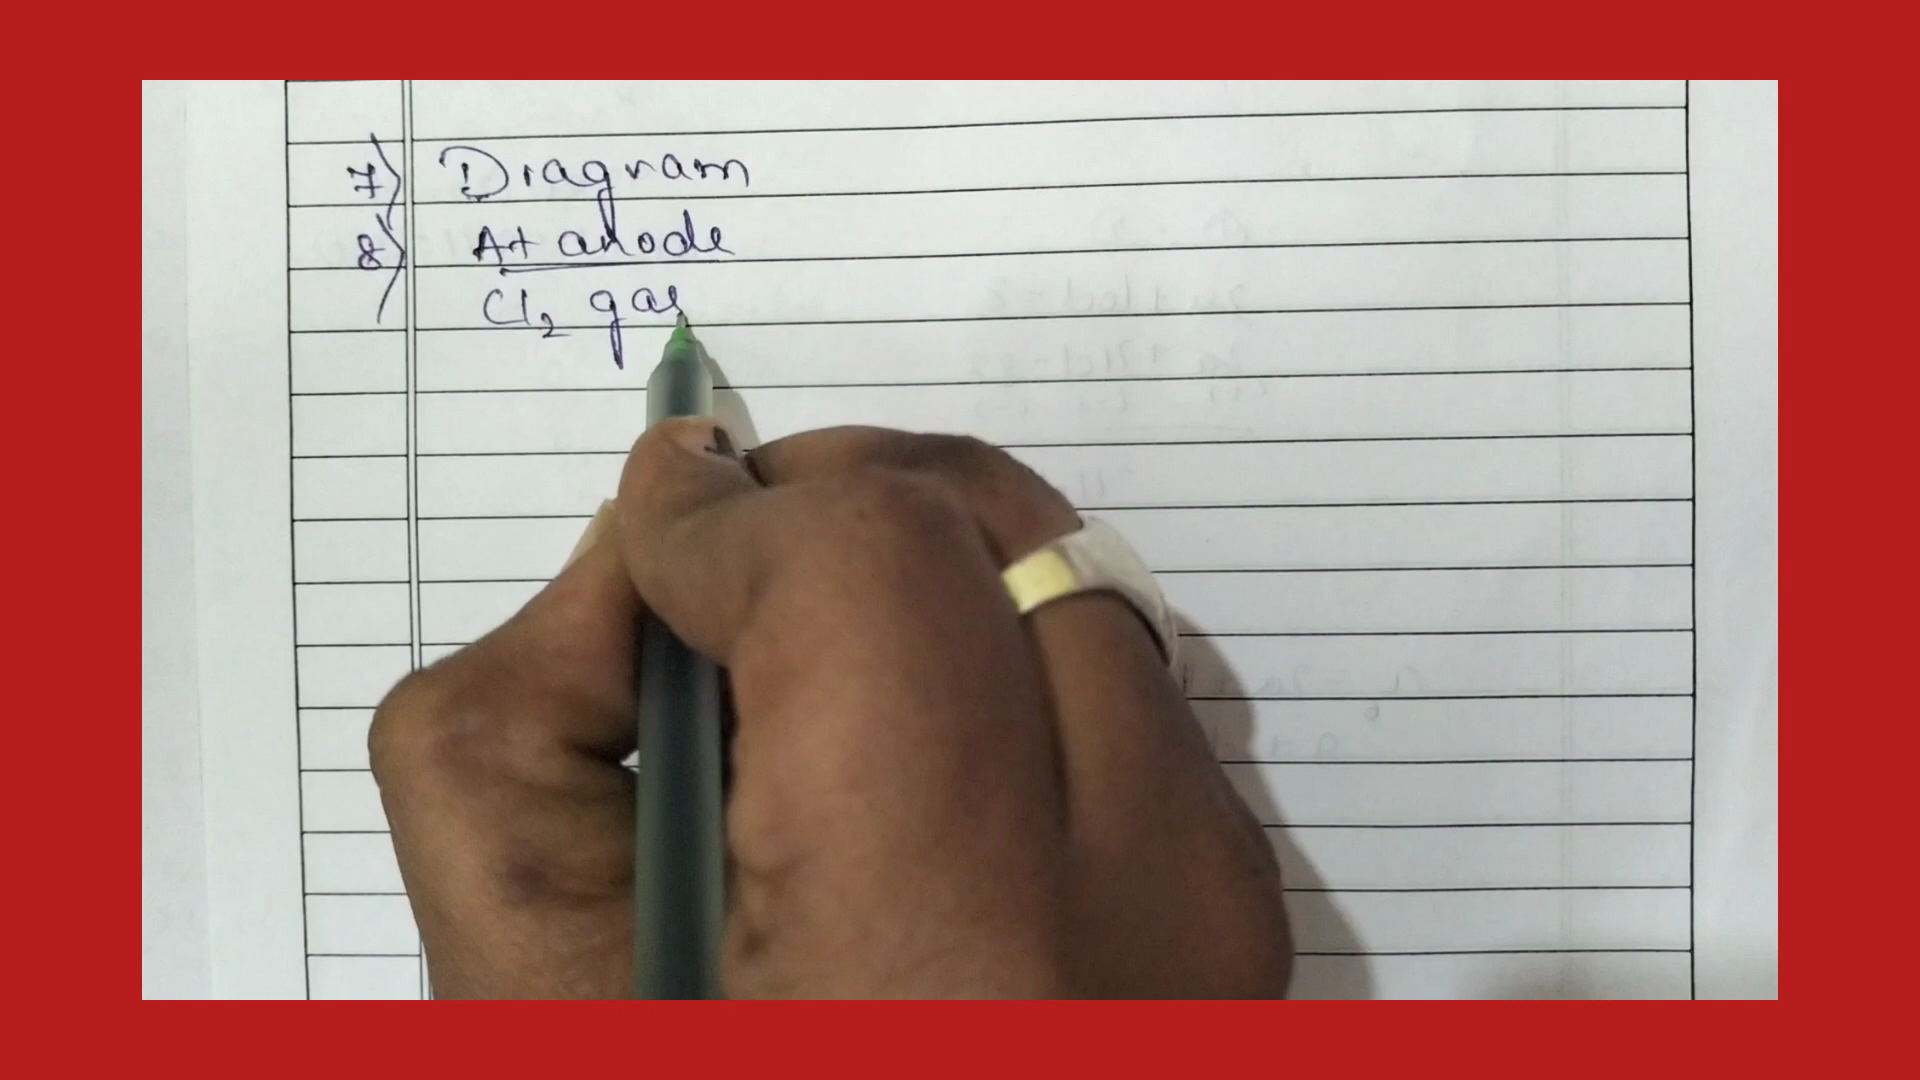 7) Diagram
8) At anode
Cl₂ gas